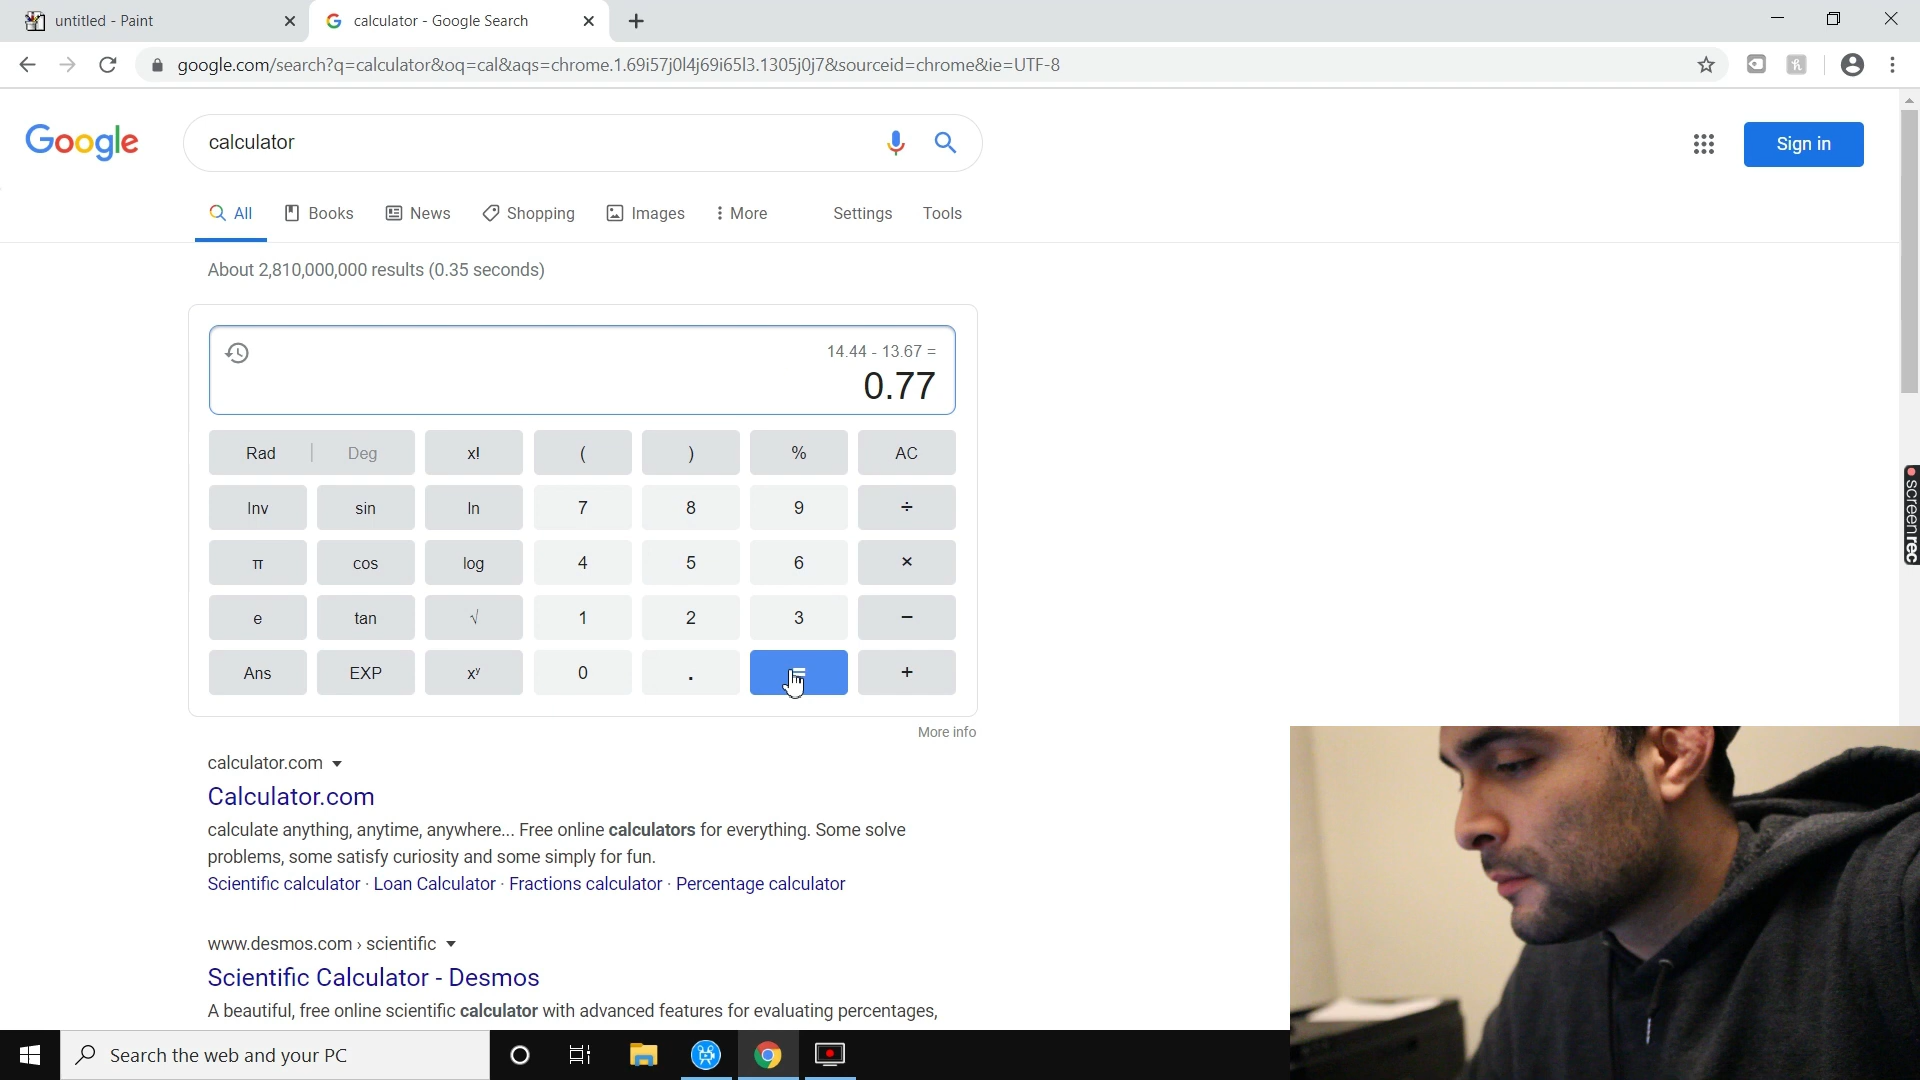 untitled - Paint
calculator - Google Search
google.com/search?q=calculator&oq=cal&aqs=chrome.1.69i57j0l4j69i65l3.1305j0j7&sourceid=chrome&ie=UTF-8
Google
calculator
Sign in
All Books News Shopping Images More Settings Tools
About 2,810,000,000 results (0.35 seconds)
14.44 - 13.67 =
0.77
Rad Deg x! ( ) % AC
Inv sin ln 7 8 9 ÷
π cos log 4 5 6 ×
e tan √ 1 2 3 −
Ans EXP xʸ 0 . = +
More info
calculator.com
Calculator.com
calculate anything, anytime, anywhere... Free online calculators for everything. Some solve
problems, some satisfy curiosity and some simply for fun.
Scientific calculator · Loan Calculator · Fractions calculator · Percentage calculator
www.desmos.com › scientific
Scientific Calculator - Desmos
A beautiful, free online scientific calculator with advanced features for evaluating percentages,
screenrec
Search the web and your PC